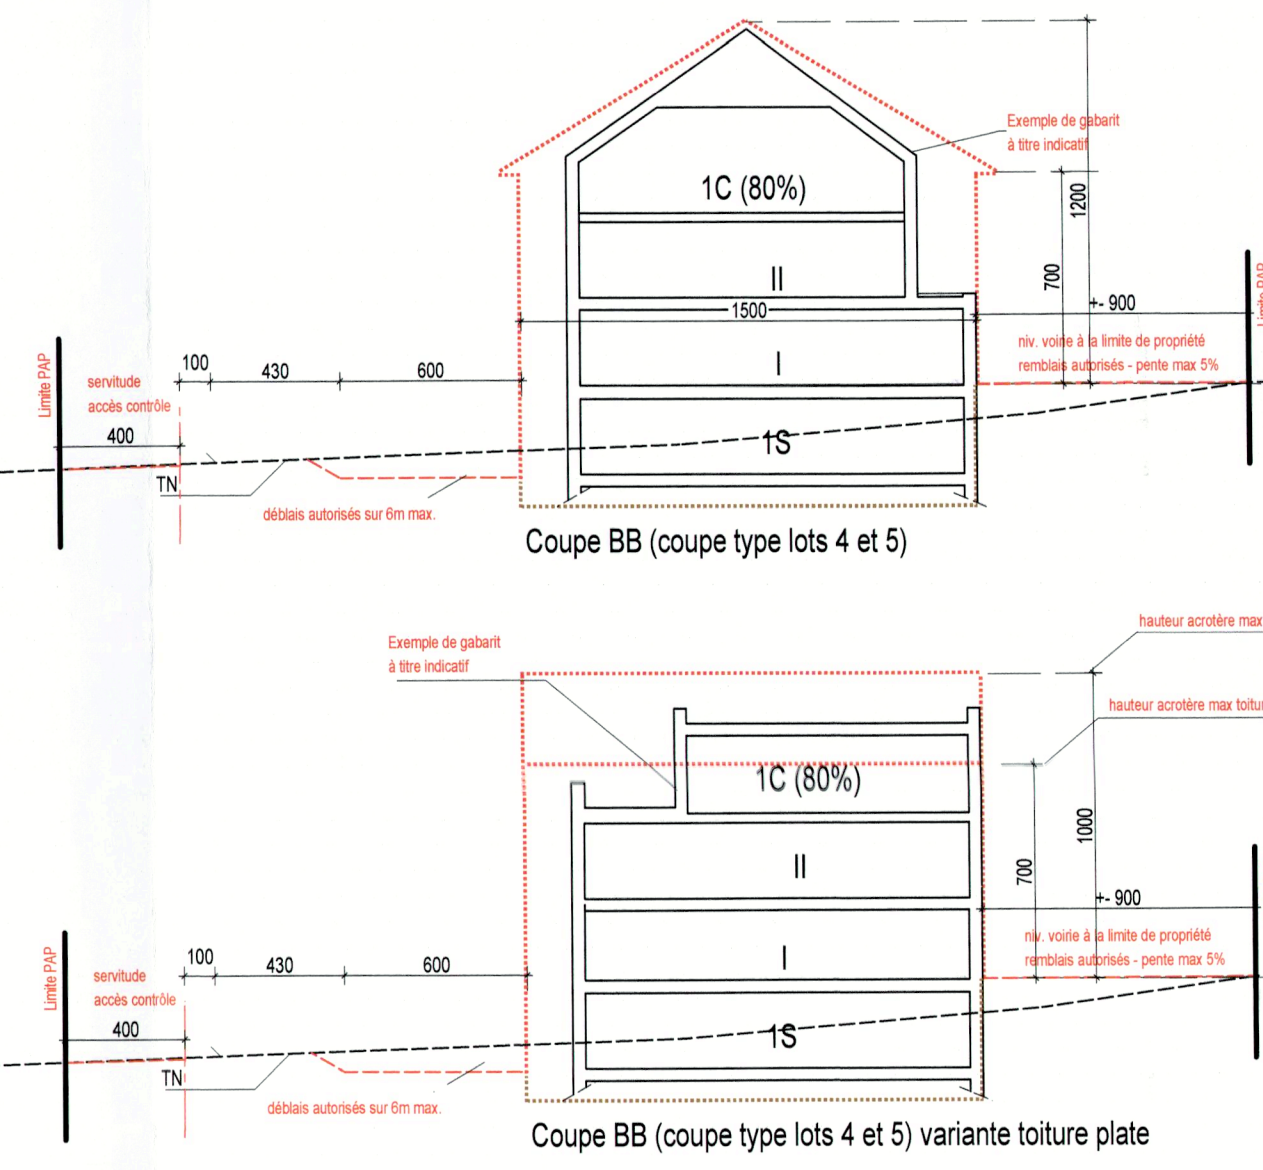 Exemple de gabarit
à titre indicatif
1C (80%)
1200
700
II
1500
+- 900
Limite PAP
niv. voirie à la limite de propriété
remblais autorisés - pente max 5%
I
100
430
600
Limite PAP
servitude
accès contrôle
400
1S
TN
déblais autorisés sur 6m max.
Coupe BB (coupe type lots 4 et 5)
hauteur acrotère max
Exemple de gabarit
à titre indicatif
hauteur acrotère max
1C (80%)
1000
700
II
+- 900
niv. voirie à la limite de propriété
remblais autorisés - pente max 5%
I
100
430
600
Limite PAP
servitude
accès contrôle
400
1S
TN
déblais autorisés sur 6m max.
Coupe BB (coupe type lots 4 et 5) variante toiture plate